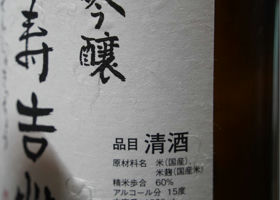 吟醸
寿吉
品目 清酒
原材料名 米(国産)、
米麹(国産米)
精米歩合 60%
アルコール分 15度